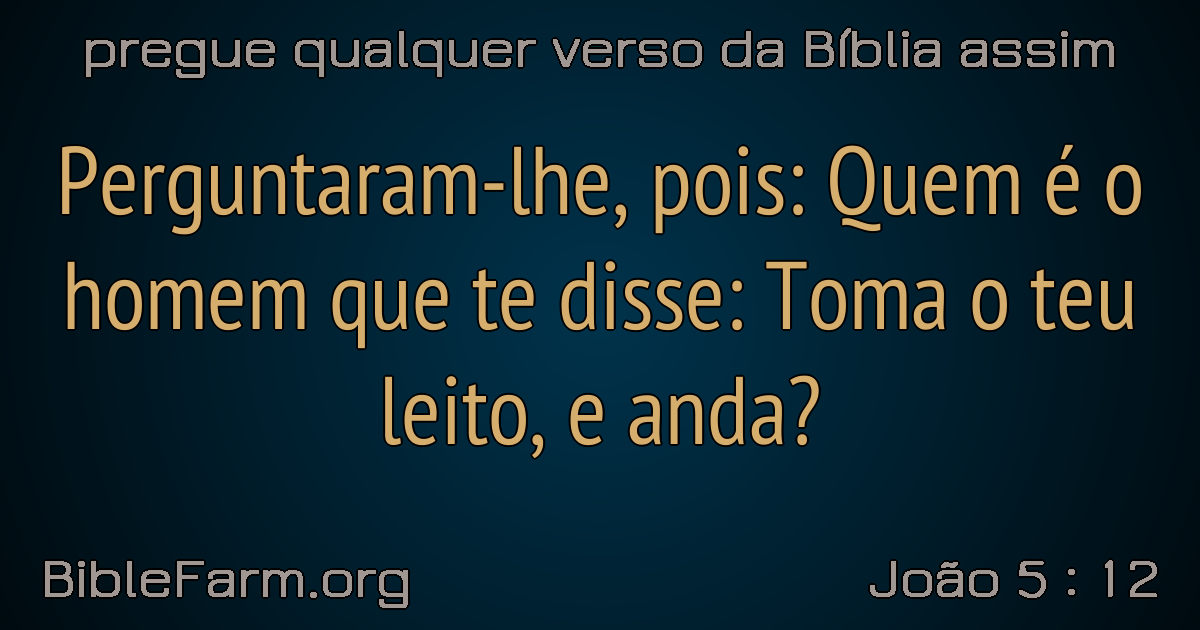 pregue qualquer verso da Bíblia assim
Perguntaram-lhe, pois: Quem é o
homem que te disse: Toma o teu
leito, e anda?
BibleFarm.org
João 5 : 12